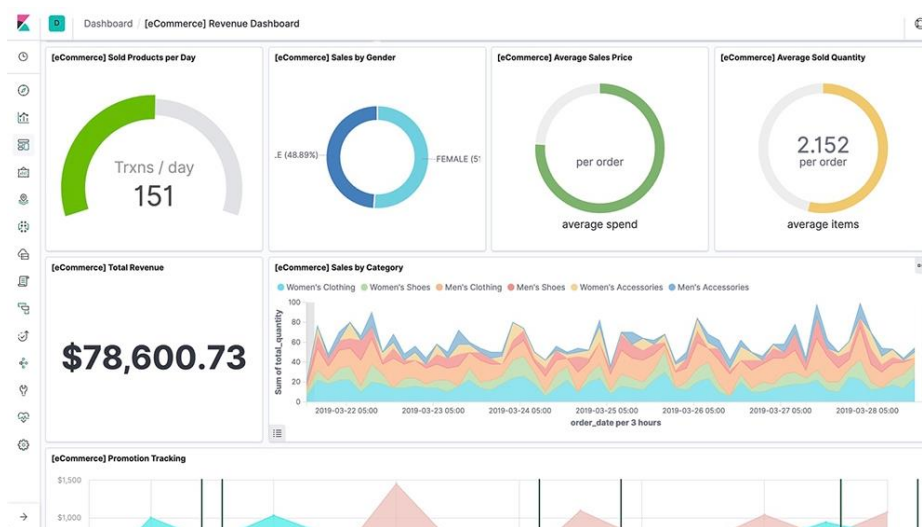 D Dashboard / [eCommerce] Revenue Dashboard
[eCommerce] Sold Products per Day
Trxns / day
151
[eCommerce] Sales by Gender
.E (48.89%)
FEMALE (5
[eCommerce] Average Sales Price
per order
average spend
[eCommerce] Average Sold Quantity
2.152
per order
average items
[eCommerce] Total Revenue
$78,600.73
[eCommerce] Sales by Category
Women's Clothing Women's Shoes Men's Clothing Men's Shoes Women's Accessories Men's Accessories
Sum of total_quantity
100
80
60
40
20
0
2019-03-22 05:00 2019-03-23 05:00 2019-03-24 05:00 2019-03-25 05:00 2019-03-26 05:00 2019-03-27 05:00 2019-03-28 05:00
order_date per 3 hours
[eCommerce] Promotion Tracking
$1,500
$1,000